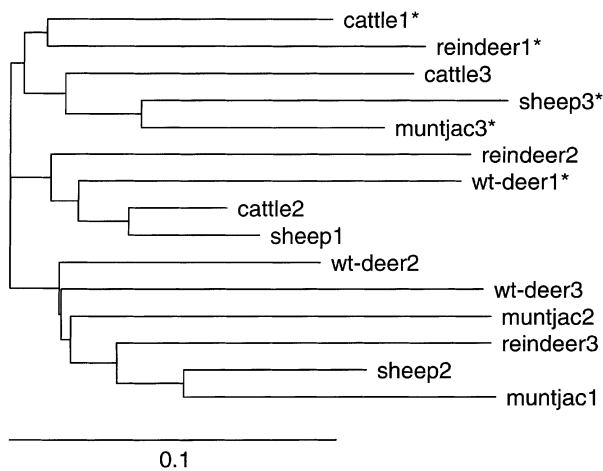 cattle1*
reindeer1*
cattle3
sheep3*
muntjac3*
reindeer2
wt-deer1*
cattle2
sheep1
wt-deer2
wt-deer3
muntjac2
reindeer3
sheep2
muntjac1
0.1